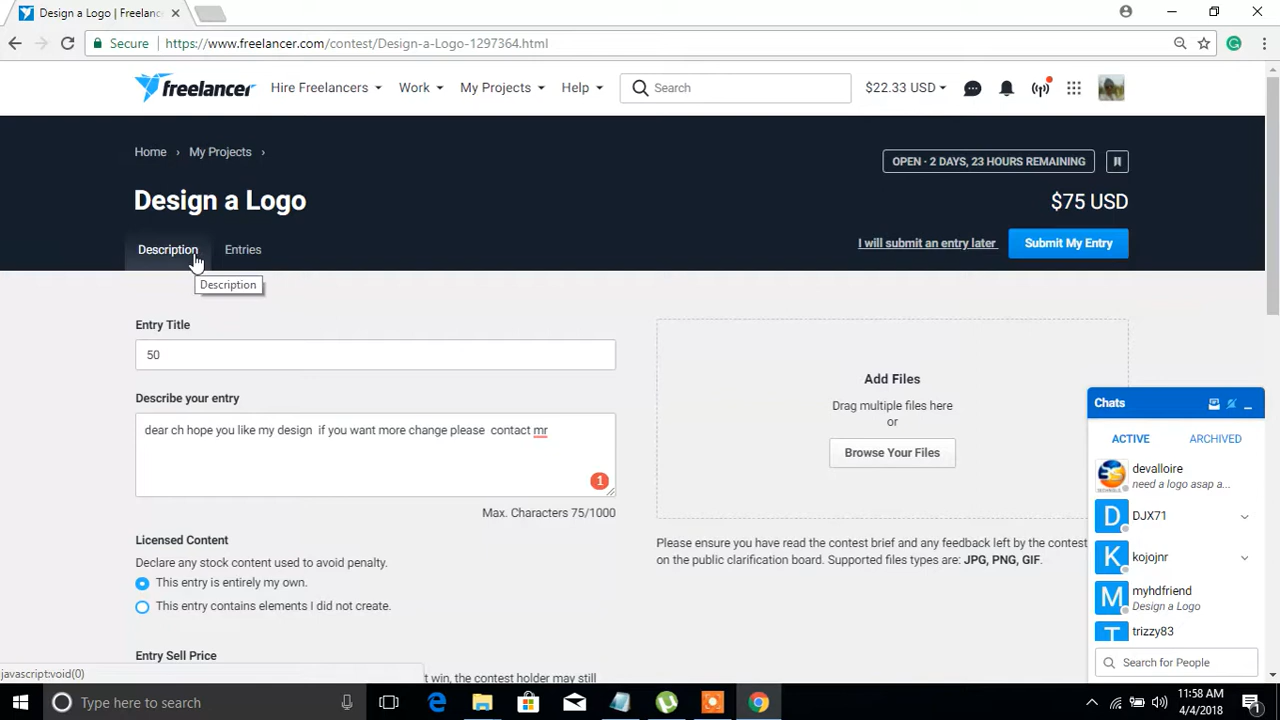 Design a Logo | Freelanc
Secure
https://www.freelancer.com/contest/Design-a-Logo-1297364.html
freelancer
Hire Freelancers
Work
My Projects
Help
Search
$22.33 USD
Home › My Projects ›
OPEN - 2 DAYS, 23 HOURS REMAINING
Design a Logo
$75 USD
Description
Entries
I will submit an entry later
Submit My Entry
Description
Entry Title
50
Describe your entry
dear ch hope you like my design if you want more change please contact mr
1
Max. Characters 75/1000
Add Files
Drag multiple files here
or
Browse Your Files
Please ensure you have read the contest brief and any feedback left by the contest
on the public clarification board. Supported files types are: JPG, PNG, GIF.
Licensed Content
Declare any stock content used to avoid penalty.
This entry is entirely my own.
This entry contains elements I did not create.
Entry Sell Price
t win, the contest holder may still
Chats
ACTIVE
ARCHIVED
devalloire
need a logo asap a...
D
DJX71
K
kojojnr
M
myhdfriend
Design a Logo
T
trizzy83
Search for People
javascript:void(0)
Type here to search
11:58 AM
4/4/2018
1